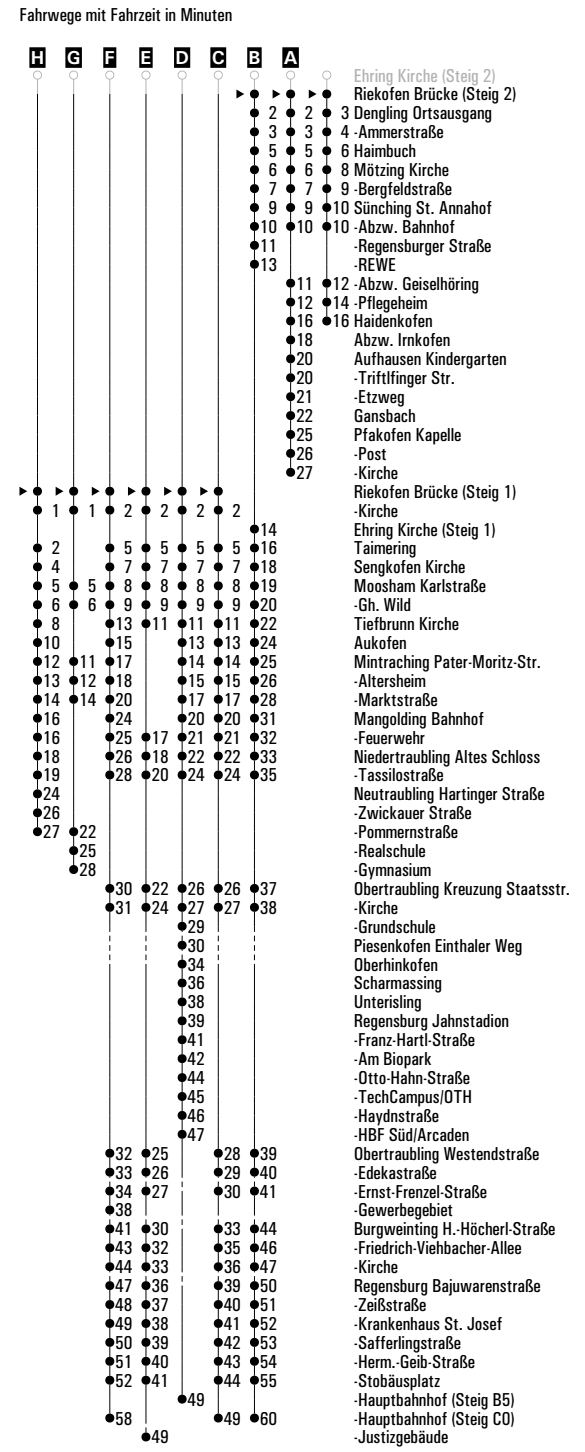 Fahrwege mit Fahrzeit in Minuten
H G F E D C B A
Ehring Kirche (Steig 2)
Riekofen Brücke (Steig 2)
2 2 3 Dengling Ortsausgang
3 3 4 -Ammerstraße
5 5 6 Haimbuch
6 6 8 Mötzing Kirche
7 7 9 -Bergfeldstraße
9 9 10 Sünching St. Annahof
10 10 10 -Abzw. Bahnhof
11 -Regensburger Straße
13 -REWE
11 12 -Abzw. Geiselhöring
12 14 -Pflegeheim
16 16 Haidenkofen
18 Abzw. Irnkofen
20 Aufhausen Kindergarten
20 -Triftlfinger Str.
21 -Etzweg
22 Gansbach
25 Pfakofen Kapelle
26 -Post
27 -Kirche
Riekofen Brücke (Steig 1)
1 1 2 2 2 2 -Kirche
14 Ehring Kirche (Steig 1)
2 5 5 5 5 16 Taimering
4 7 7 7 7 18 Sengkofen Kirche
5 5 8 8 8 8 19 Moosham Karlstraße
6 6 9 9 9 9 20 -Gh. Wild
8 13 11 11 11 22 Tiefbrunn Kirche
10 15 13 13 24 Aukofen
12 11 17 14 14 25 Mintraching Pater-Moritz-Str.
13 12 18 15 15 26 -Altersheim
14 14 20 17 17 28 -Marktstraße
16 24 20 20 31 Mangolding Bahnhof
16 25 17 21 21 32 -Feuerwehr
18 26 18 22 22 33 Niedertraubling Altes Schloss
19 28 20 24 24 35 -Tassilostraße
24 Neutraubling Hartinger Straße
26 -Zwickauer Straße
27 22 -Pommernstraße
25 -Realschule
28 -Gymnasium
30 22 26 26 37 Obertraubling Kreuzung Staatsstr.
31 24 27 27 38 -Kirche
29 -Grundschule
30 Piesenkofen Einthaler Weg
34 Oberhinkofen
36 Scharmassing
38 Unterisling
39 Regensburg Jahnstadion
41 -Franz-Hartl-Straße
42 -Am Biopark
44 -Otto-Hahn-Straße
45 -TechCampus/OTH
46 -Haydnstraße
47 -HBF Süd/Arcaden
32 25 28 39 Obertraubling Westendstraße
33 26 29 40 -Edekastraße
34 27 30 41 -Ernst-Frenzel-Straße
38 -Gewerbegebiet
41 30 33 44 Burgweinting H.-Höcherl-Straße
43 32 35 46 -Friedrich-Viehbacher-Allee
44 33 36 47 -Kirche
47 36 39 50 Regensburg Bajuwarenstraße
48 37 40 51 -Zeißstraße
49 38 41 52 -Krankenhaus St. Josef
50 39 42 53 -Safferlingstraße
51 40 43 54 -Herm.-Geib-Straße
52 41 44 55 -Stobäusplatz
49 -Hauptbahnhof (Steig B5)
58 49 60 -Hauptbahnhof (Steig C0)
49 -Justizgebäude